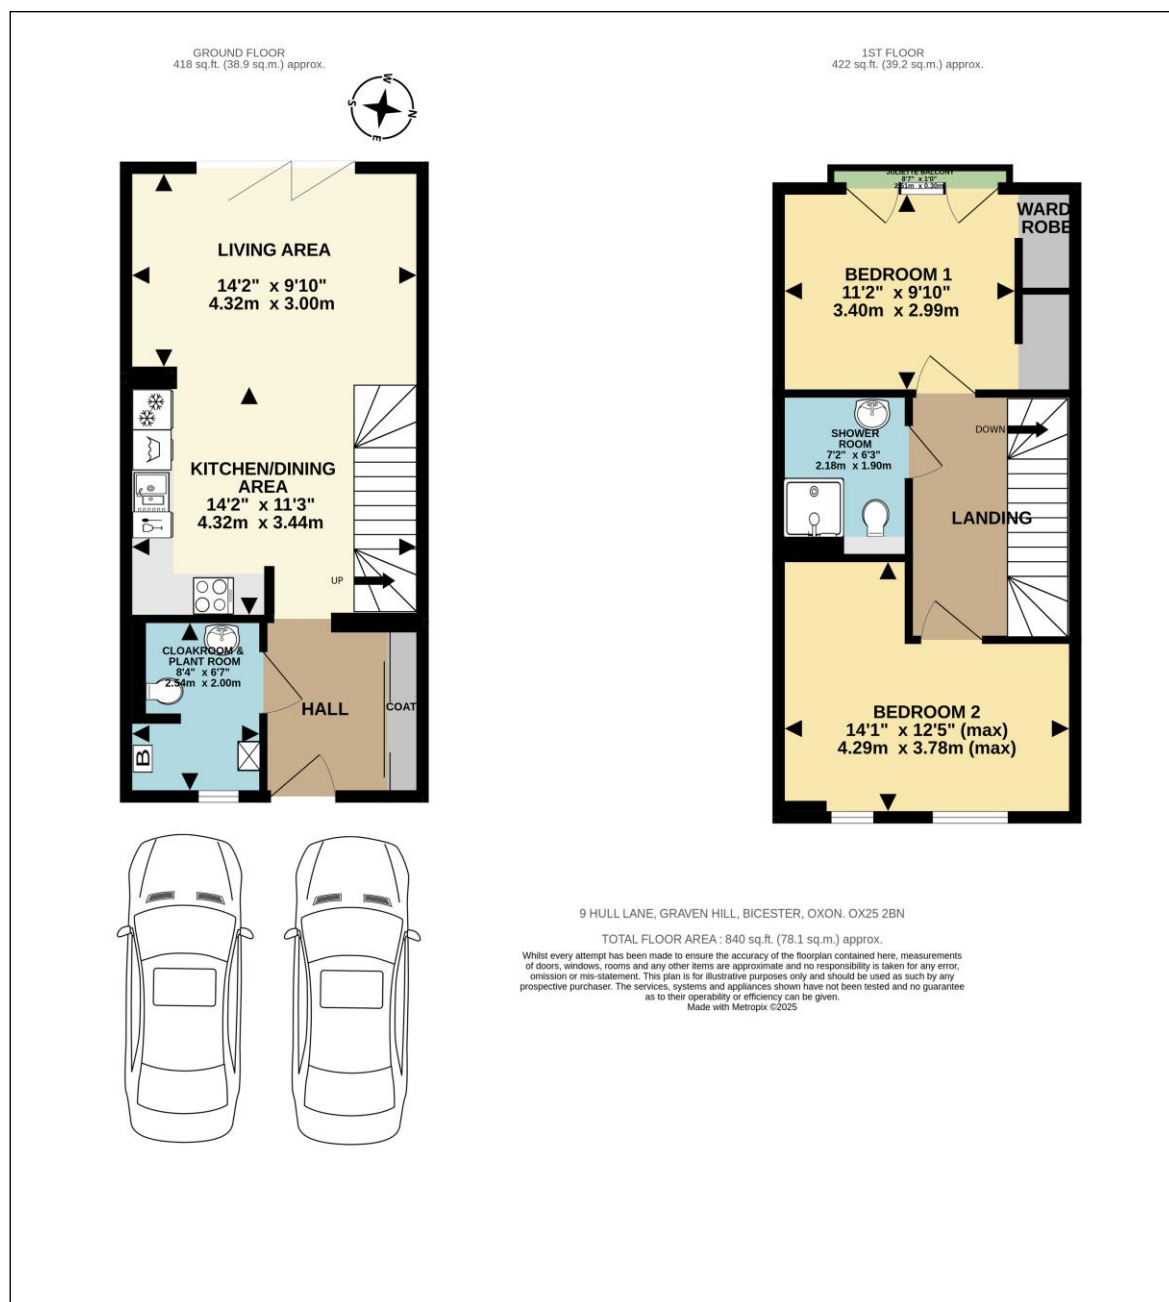 GROUND FLOOR
418 sq.ft. (38.9 sq.m.) approx.
W
N
S
E
LIVING AREA
14'2" x 9'10"
4.32m x 3.00m
KITCHEN/DINING
AREA
14'2" x 11'3"
4.32m x 3.44m
UP
CLOAKROOM &
PLANT ROOM
8'4" x 6'7"
2.54m x 2.00m
B
HALL
COAT
1ST FLOOR
422 sq.ft. (39.2 sq.m.) approx.
JULIETTE BALCONY
8'7" x 1'0"
2.61m x 0.30m
WARD
ROBE
BEDROOM 1
11'2" x 9'10"
3.40m x 2.99m
SHOWER
ROOM
7'2" x 6'3"
2.18m x 1.90m
DOWN
LANDING
BEDROOM 2
14'1" x 12'5" (max)
4.29m x 3.78m (max)
9 HULL LANE, GRAVEN HILL, BICESTER, OXON. OX25 2BN
TOTAL FLOOR AREA : 840 sq.ft. (78.1 sq.m.) approx.
Whilst every attempt has been made to ensure the accuracy of the floorplan contained here, measurements
of doors, windows, rooms and any other items are approximate and no responsibility is taken for any error,
omission or mis-statement. This plan is for illustrative purposes only and should be used as such by any
prospective purchaser. The services, systems and appliances shown have not been tested and no guarantee
as to their operability or efficiency can be given.
Made with Metropix ©2025